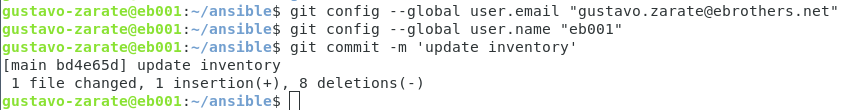 gustavo-zarate@eb001:~/ansible$ git config --global user.email "gustavo.zarate@ebrothers.net"
gustavo-zarate@eb001:~/ansible$ git config --global user.name "eb001"
gustavo-zarate@eb001:~/ansible$ git commit -m 'update inventory'
[main bd4e65d] update inventory
 1 file changed, 1 insertion(+), 8 deletions(-)
gustavo-zarate@eb001:~/ansible$